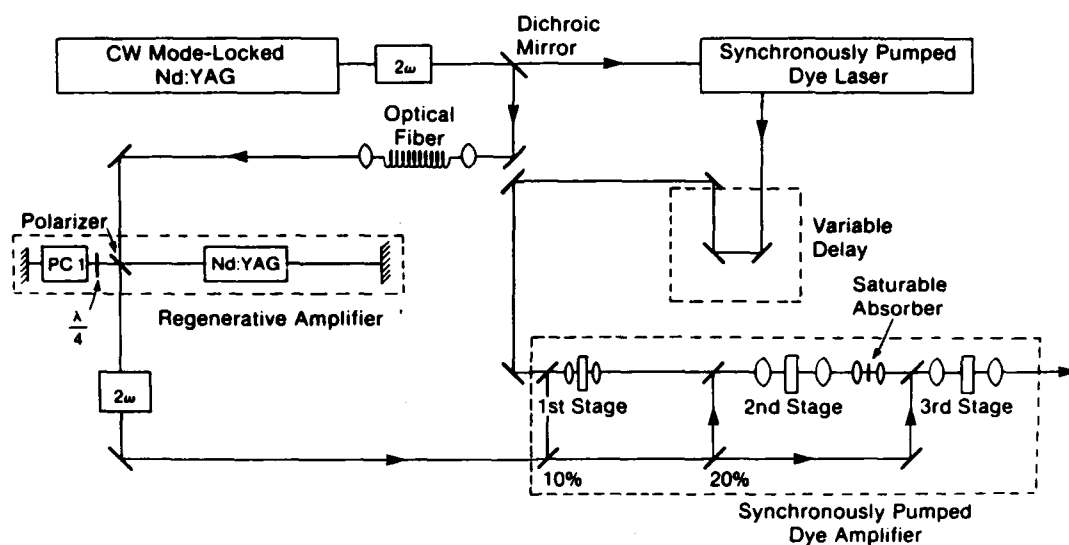 Dichroic
Mirror
CW Mode-Locked
Nd:YAG
2ω
Synchronously Pumped
Dye Laser
Optical
Fiber
Polarizer
Variable
Delay
PC 1
Nd:YAG
λ
4
Regenerative Amplifier
Saturable
Absorber
2ω
1st Stage
2nd Stage
3rd Stage
10%
20%
Synchronously Pumped
Dye Amplifier